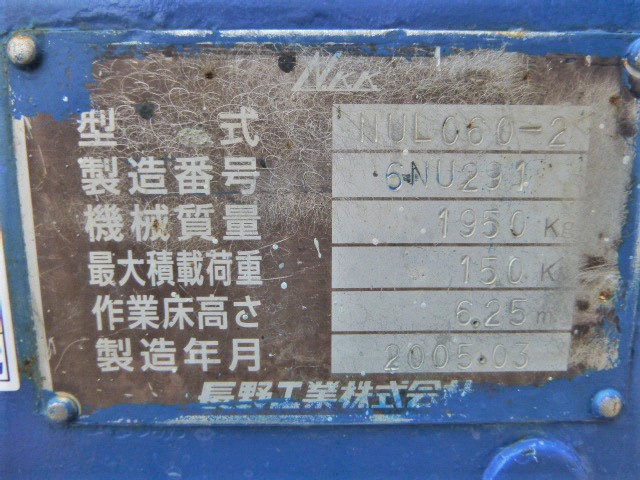 NKK
型式 NUL060-2
製造番号 6NU291
機械質量 1950 Kg
最大積載荷重 150 Kg
作業床高さ 6.25 m
製造年月 2005.03
長野工業株式会社